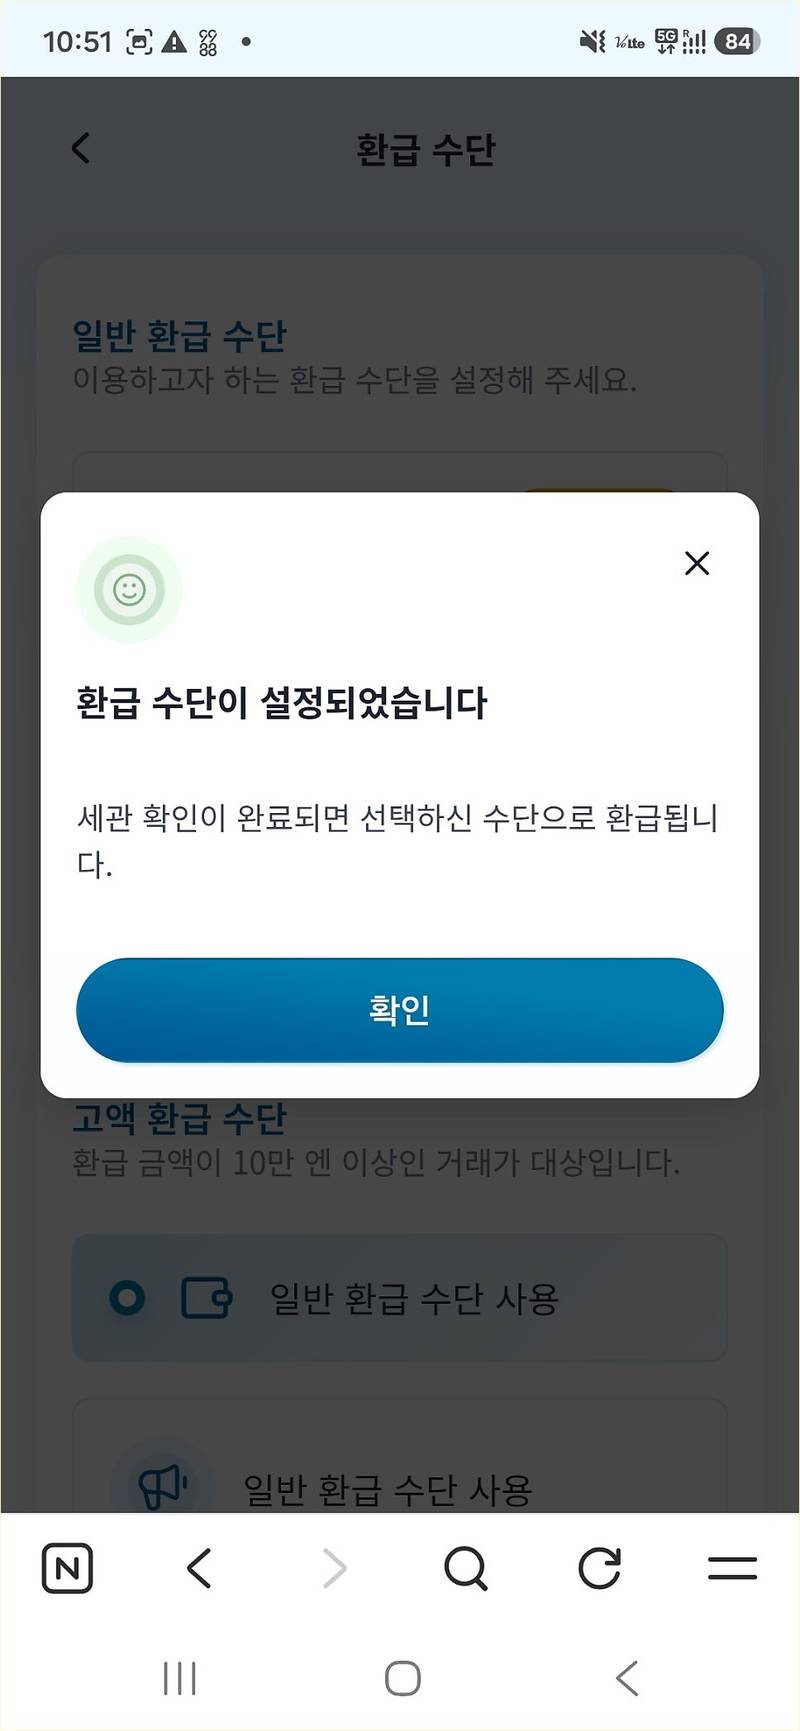 10:51
VoLTE 5G R 84
환급 수단
일반 환급 수단
이용하고자 하는 환급 수단을 설정해 주세요.
환급 수단이 설정되었습니다
세관 확인이 완료되면 선택하신 수단으로 환급됩니
다.
확인
고액 환급 수단
환급 금액이 10만 엔 이상인 거래가 대상입니다.
일반 환급 수단 사용
일반 환급 수단 사용
N